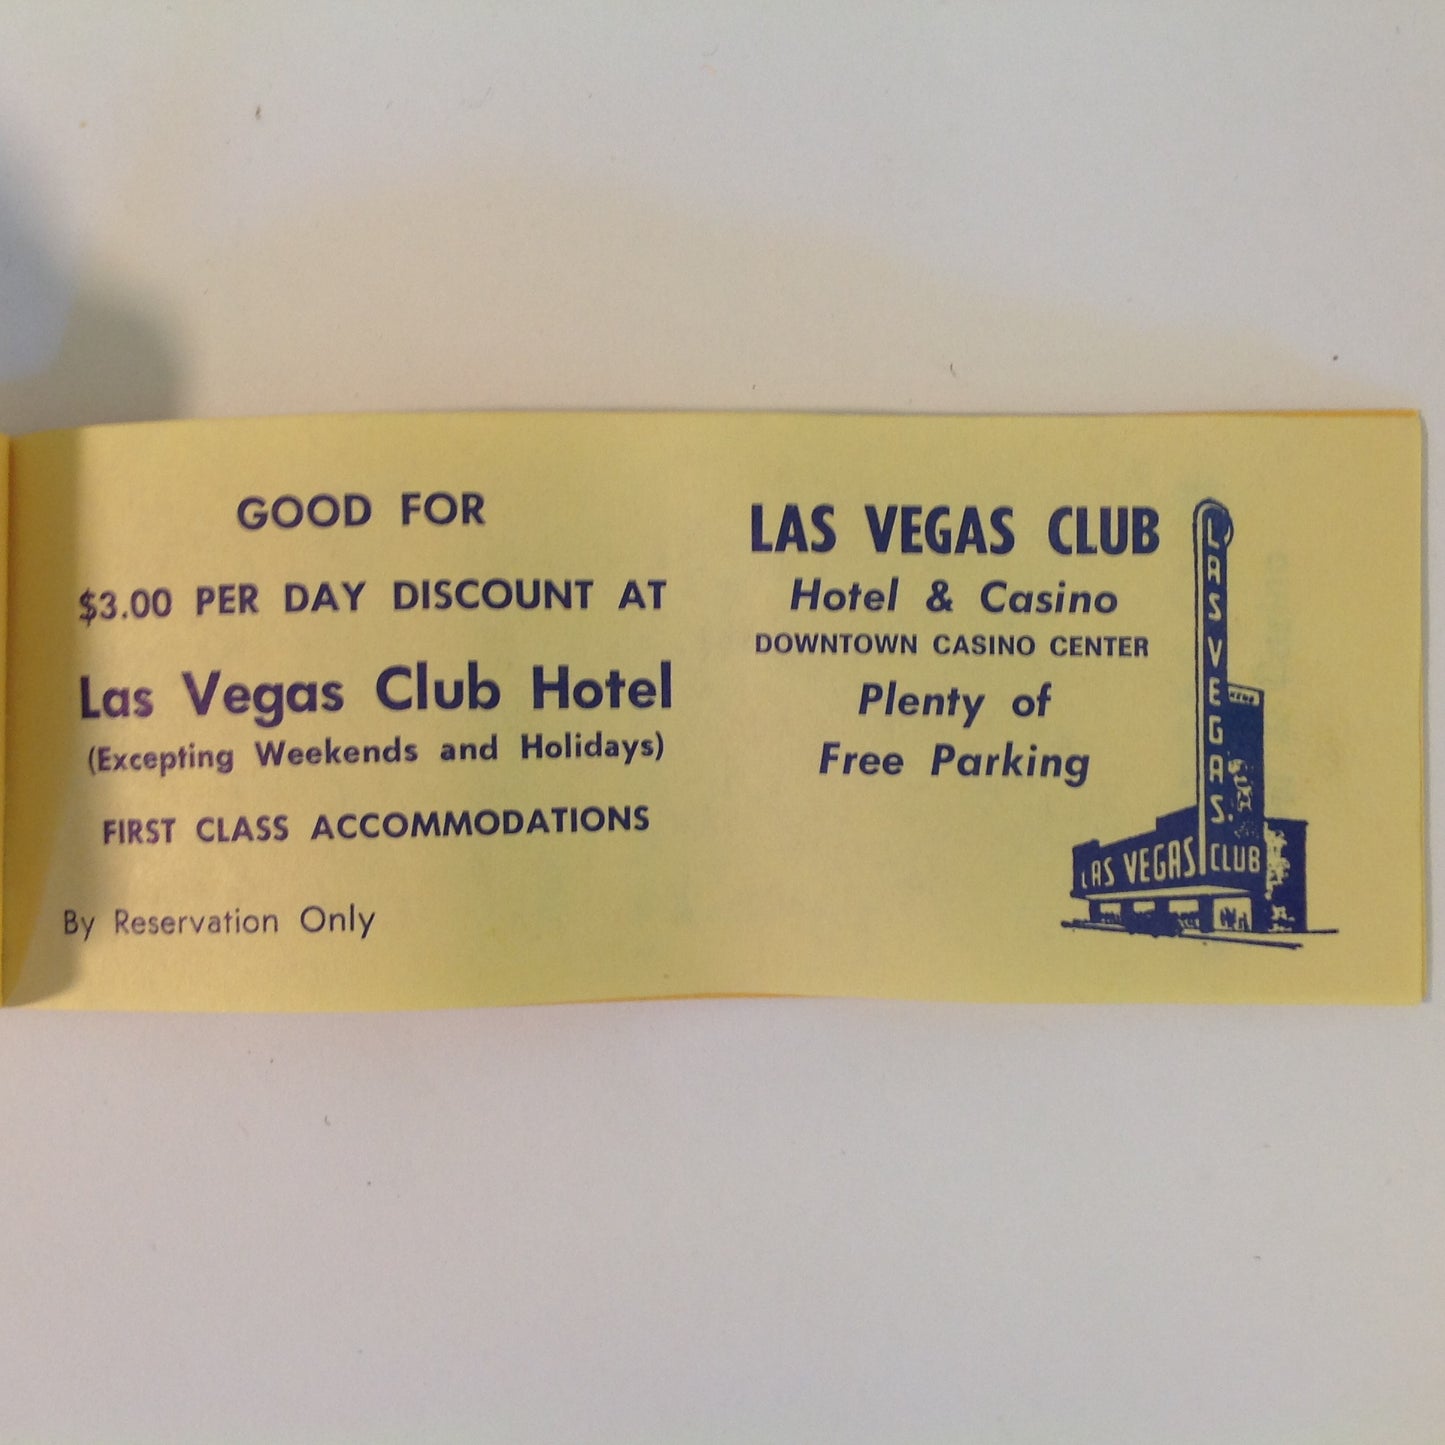 GOOD FOR
$3.00 PER DAY DISCOUNT AT
Las Vegas Club Hotel
(Excepting Weekends and Holidays)
FIRST CLASS ACCOMMODATIONS
By Reservation Only
LAS VEGAS CLUB
Hotel & Casino
DOWNTOWN CASINO CENTER
Plenty of
Free Parking
LAS VEGAS
LAS VEGAS CLUB